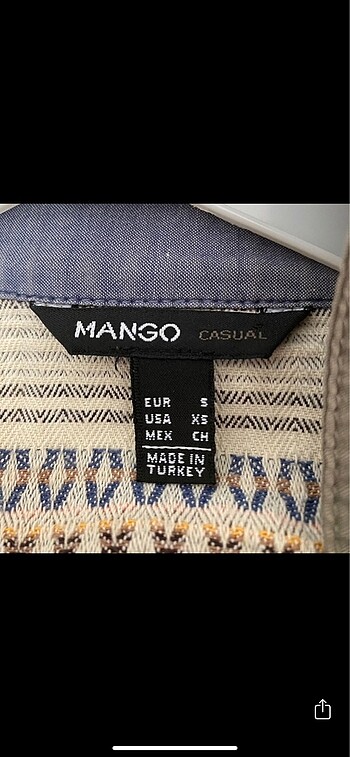 MANGO CASUAL
EUR S
USA XS
MEX CH
MADE IN
TURKEY